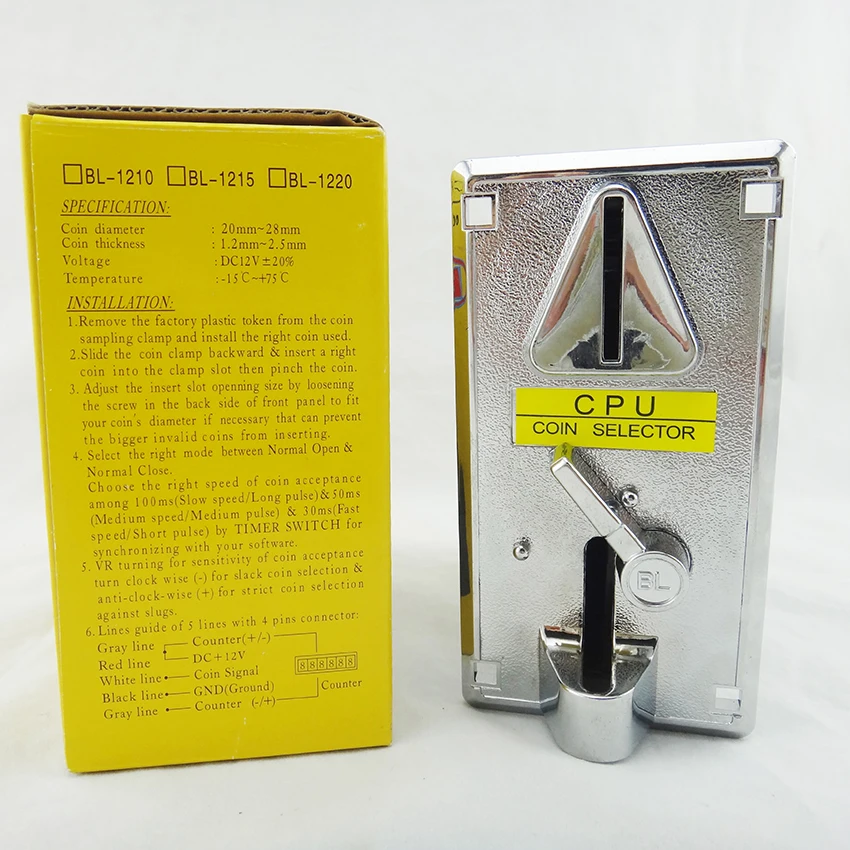 BL-1210 BL-1215 BL-1220
SPECIFICATION:
Coin diameter : 20mm~28mm
Coin thickness : 1.2mm~2.5mm
Voltage : DC12V±20%
Temperature : -15℃~+75℃
INSTALLATION:
1.Remove the factory plastic token from the coin
sampling clamp and install the right coin used.
2.Slide the coin clamp backward & insert a right
coin into the clamp slot then pinch the coin.
3. Adjust the insert slot openning size by loosening
the screw in the back side of front panel to fit
your coin's diameter if necessary that can prevent
the bigger invalid coins from inserting.
4. Select the right mode between Normal Open &
Normal Close.
Choose the right speed of coin acceptance
among 100ms(Slow speed/Long pulse)&50ms
(Medium speed/Medium pulse) & 30ms(Fast
speed/Short pulse) by TIMER SWITCH for
synchronizing with your software.
5. VR turning for sensitivity of coin acceptance
turn clock wise (-) for slack coin selection &
anti-clock-wise (+) for strict coin selection
against slugs.
6. Lines guide of 5 lines with 4 pins connector:
Gray line Counter(+/-)
Red line DC+12V
White line Coin Signal
Black line GND(Ground)
Gray line Counter (-/+)
888888
Counter
CPU
COIN SELECTOR
BL